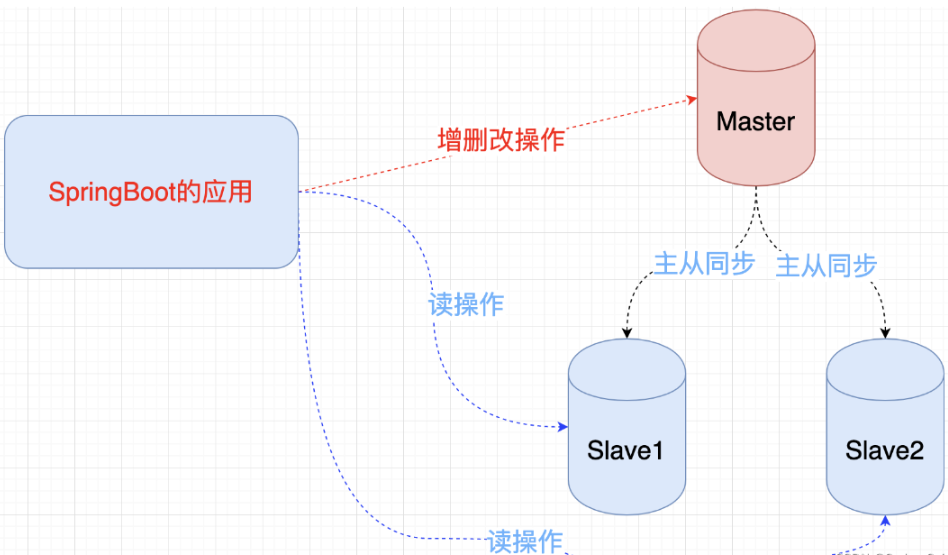 Master
增删改操作
SpringBoot的应用
主从同步
主从同步
读操作
Slave1
Slave2
读操作